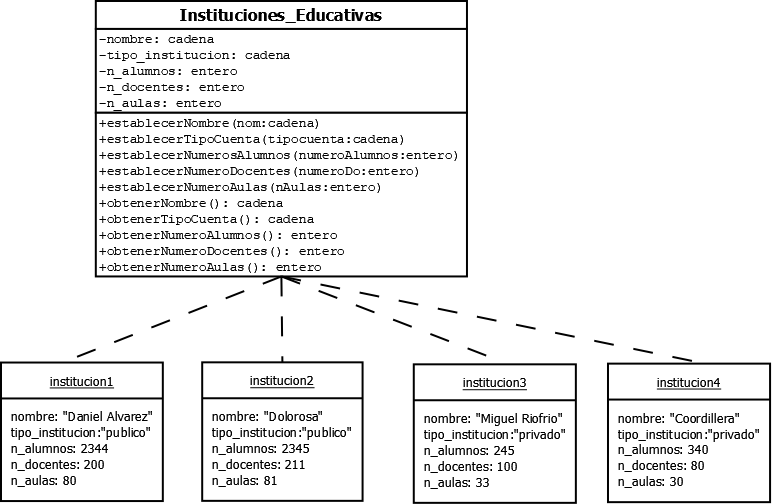 Instituciones_Educativas
-nombre: cadena
-tipo_institucion: cadena
-n_alumnos: entero
-n_docentes: entero
-n_aulas: entero
+establecerNombre(nom:cadena)
+establecerTipoCuenta(tipocuenta:cadena)
+establecerNumerosAlumnos(numeroAlumnos:entero)
+establecerNumeroDocentes(numeroDo:entero)
+establecerNumeroAulas(nAulas:entero)
+obtenerNombre(): cadena
+obtenerTipoCuenta(): cadena
+obtenerNumeroAlumnos(): entero
+obtenerNumeroDocentes(): entero
+obtenerNumeroAulas(): entero
institucion1
nombre: "Daniel Alvarez"
tipo_institucion:"publico"
n_alumnos: 2344
n_docentes: 200
n_aulas: 80
institucion2
nombre: "Dolorosa"
tipo_institucion:"publico"
n_alumnos: 2345
n_docentes: 211
n_aulas: 81
institucion3
nombre: "Miguel Riofrio"
tipo_institucion:"privado"
n_alumnos: 245
n_docentes: 100
n_aulas: 33
institucion4
nombre: "Coordillera"
tipo_institucion:"privado"
n_alumnos: 340
n_docentes: 80
n_aulas: 30